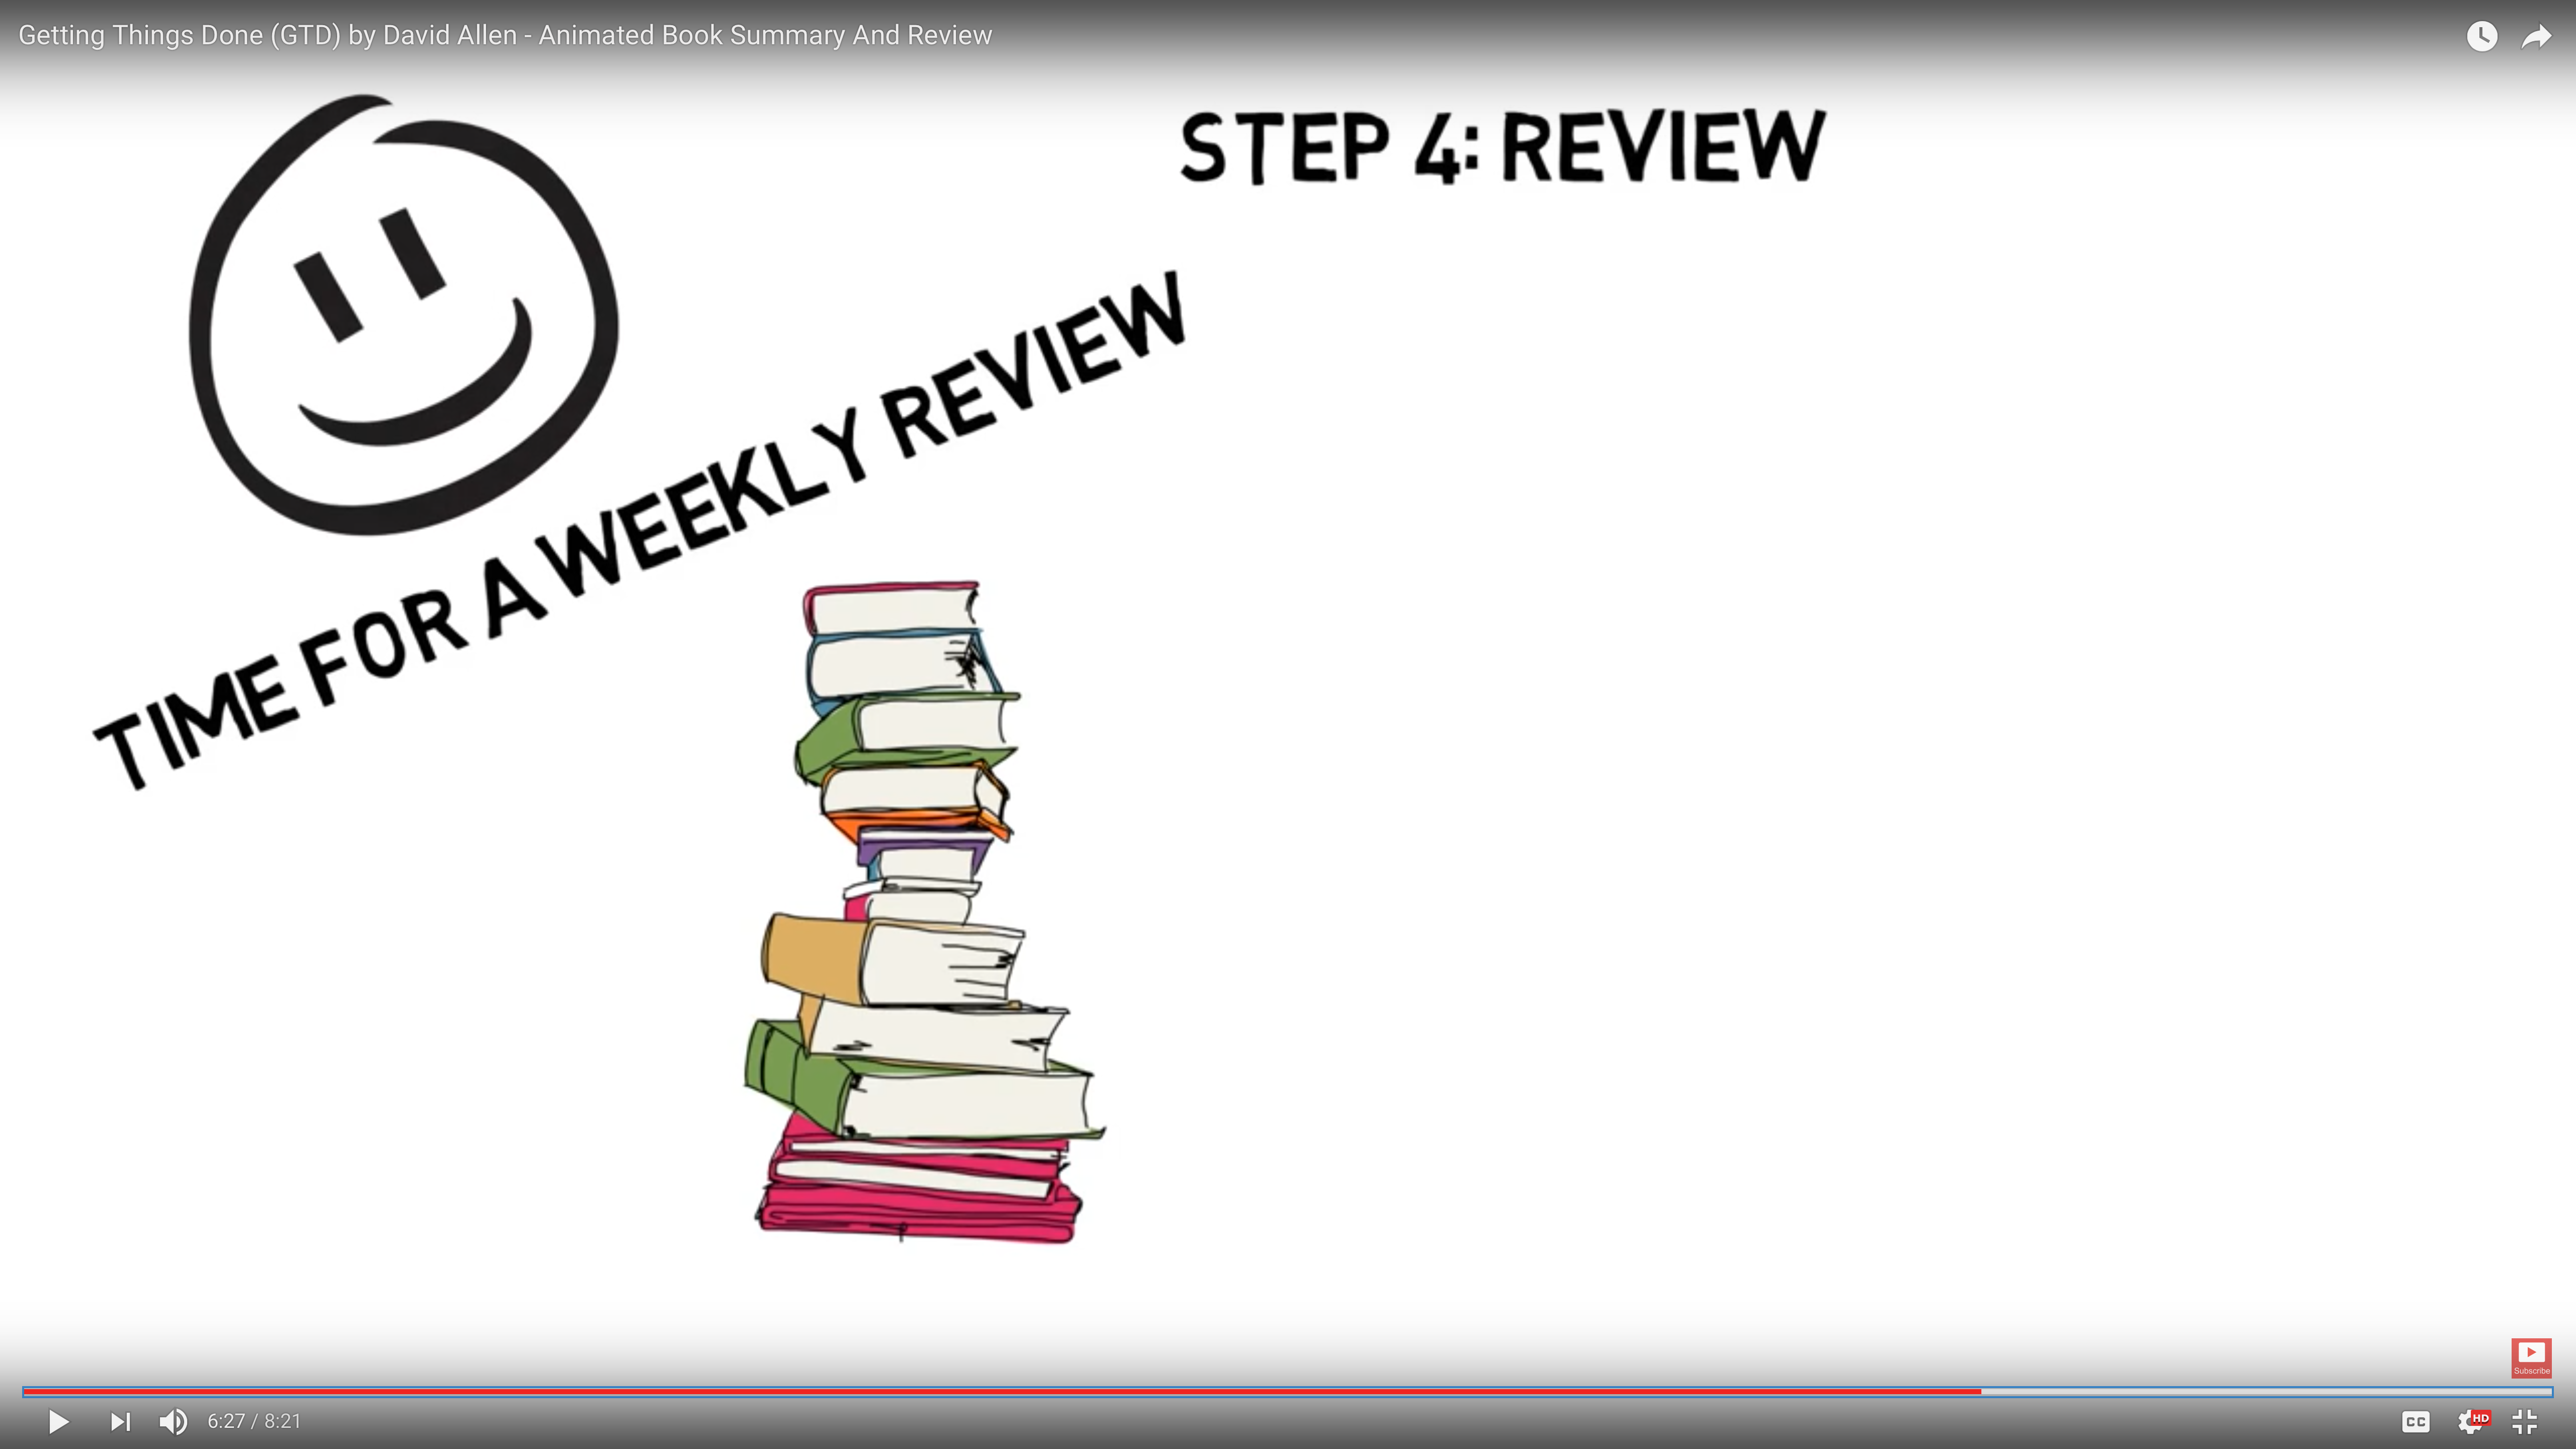 Getting Things Done (GTD) by David Allen - Animated Book Summary And Review
STEP 4: REVIEW
TIME FOR A WEEKLY REVIEW
Subscribe
6:27 / 8:21
CC
HD